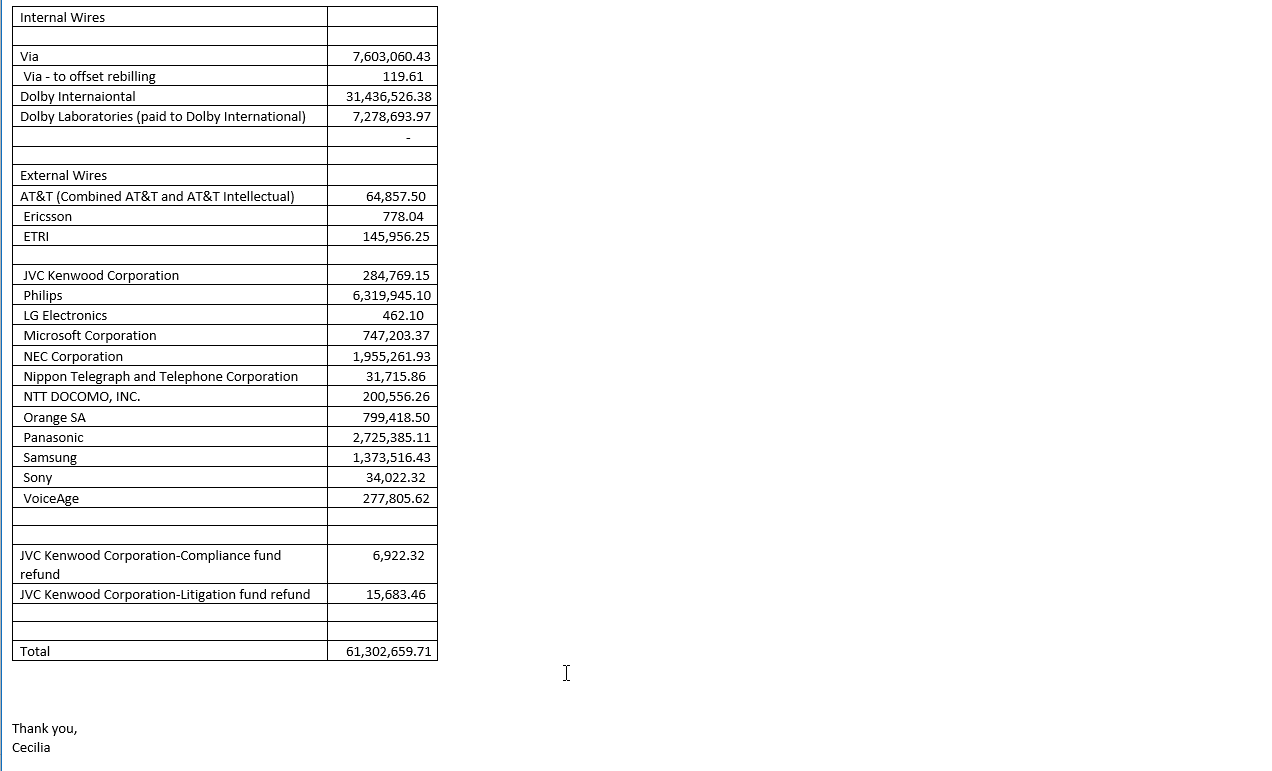 Internal Wires
Via 7,603,060.43
Via - to offset rebilling 119.61
Dolby Internaiontal 31,436,526.38
Dolby Laboratories (paid to Dolby International) 7,278,693.97
-
External Wires
AT&T (Combined AT&T and AT&T Intellectual) 64,857.50
Ericsson 778.04
ETRI 145,956.25
JVC Kenwood Corporation 284,769.15
Philips 6,319,945.10
LG Electronics 462.10
Microsoft Corporation 747,203.37
NEC Corporation 1,955,261.93
Nippon Telegraph and Telephone Corporation 31,715.86
NTT DOCOMO, INC. 200,556.26
Orange SA 799,418.50
Panasonic 2,725,385.11
Samsung 1,373,516.43
Sony 34,022.32
VoiceAge 277,805.62
JVC Kenwood Corporation-Compliance fund 6,922.32
refund
JVC Kenwood Corporation-Litigation fund refund 15,683.46
Total 61,302,659.71
Thank you,
Cecilia